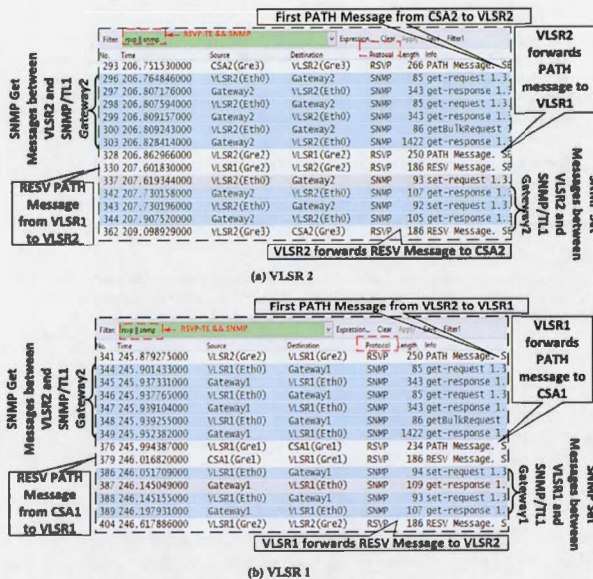 First PATH Message from CSA2 to VLSR2
Filter: rsvp || snmp RSVP-TE && SNMP Expression... Clear Apply Save Filter1
No. Time Source Destination Protocol Length Info
293 206.751530000 CSA2(Gre3) VLSR2(Gre3) RSVP 266 PATH Message. SE
296 206.764846000 VLSR2(Eth0) Gateway2 SNMP 85 get-request 1.3
297 206.807176000 Gateway2 VLSR2(Eth0) SNMP 343 get-response 1.
298 206.807594000 VLSR2(Eth0) Gateway2 SNMP 85 get-request 1.3
299 206.809157000 Gateway2 VLSR2(Eth0) SNMP 343 get-response 1.
300 206.809243000 VLSR2(Eth0) Gateway2 SNMP 86 getBulkRequest
303 206.828414000 Gateway2 VLSR2(Eth0) SNMP 1422 get-response 1.
328 206.862966000 VLSR2(Gre2) VLSR1(Gre2) RSVP 250 PATH Message. SE
330 207.601830000 VLSR1(Gre2) VLSR2(Gre2) RSVP 186 RESV Message. SE
337 207.619344000 VLSR2(Eth0) Gateway2 SNMP 93 set-request 1.3
342 207.730158000 Gateway2 VLSR2(Eth0) SNMP 107 get-response 1.
343 207.730196000 VLSR2(Eth0) Gateway2 SNMP 92 set-request 1.3
344 207.907520000 Gateway2 VLSR2(Eth0) SNMP 105 get-response 1.
362 209.098929000 VLSR2(Gre3) CSA2(Gre3) RSVP 186 RESV Message. SE
SNMP Get
Messages between
VLSR2 and
SNMP/TL1
Gateway2
RESV PATH
Message
from VLSR1
to VLSR2
VLSR2
forwards
PATH
message to
VLSR1
SNMP Set
Messages between
VLSR2 and
SNMP/TL1
Gateway2
VLSR2 forwards RESV Message to CSA2
(a) VLSR 2
First PATH Message from VLSR2 to VLSR1
Filter: rsvp || snmp RSVP-TE && SNMP Expression... Clear Apply Save Filter1
No. Time Source Destination Protocol Length Info
341 245.879275000 VLSR2(Gre2) VLSR1(Gre2) RSVP 250 PATH Message. S
344 245.901433000 VLSR1(Eth0) Gateway1 SNMP 85 get-request 1.3
345 245.937331000 Gateway1 VLSR1(Eth0) SNMP 343 get-response 1.
346 245.937765000 VLSR1(Eth0) Gateway1 SNMP 85 get-request 1.3
347 245.939104000 Gateway1 VLSR1(Eth0) SNMP 343 get-response 1.
348 245.939255000 VLSR1(Eth0) Gateway1 SNMP 86 getBulkRequest
349 245.952382000 Gateway1 VLSR1(Eth0) SNMP 1422 get-response 1.
376 245.994387000 VLSR1(Gre1) CSA1(Gre1) RSVP 234 PATH Message. S
379 246.016820000 CSA1(Gre1) VLSR1(Gre1) RSVP 186 RESV Message. S
386 246.051709000 VLSR1(Eth0) Gateway1 SNMP 94 set-request 1.3
387 246.145049000 Gateway1 VLSR1(Eth0) SNMP 109 get-response 1.
388 246.145155000 VLSR1(Eth0) Gateway1 SNMP 93 set-request 1.3
389 246.197931000 Gateway1 VLSR1(Eth0) SNMP 107 get-response 1.
404 246.617886000 VLSR1(Gre2) VLSR2(Gre2) RSVP 186 RESV Message. S
SNMP Get
Messages between
VLSR2 and
SNMP/TL1
Gateway2
RESV PATH
Message
from CSA1
to VLSR1
VLSR1
forwards
PATH
message to
CSA1
SNMP Set
Messages between
VLSR1 and
SNMP/TL1
Gateway1
VLSR1 forwards RESV Message to VLSR2
(b) VLSR 1